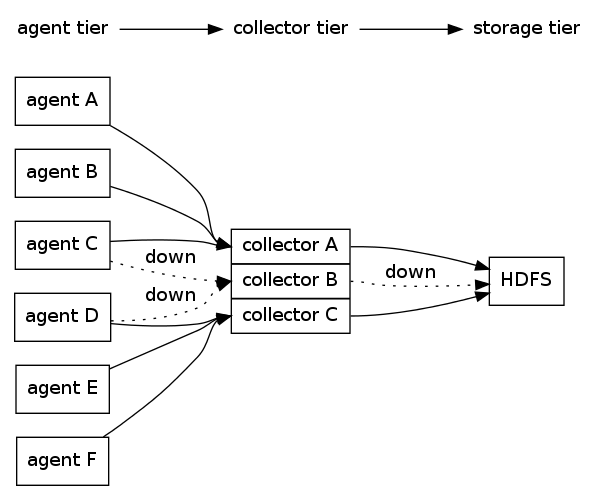 agent tier
collector tier
storage tier
agent A
agent B
agent C
agent D
agent E
agent F
down
down
collector A
collector B
collector C
down
HDFS